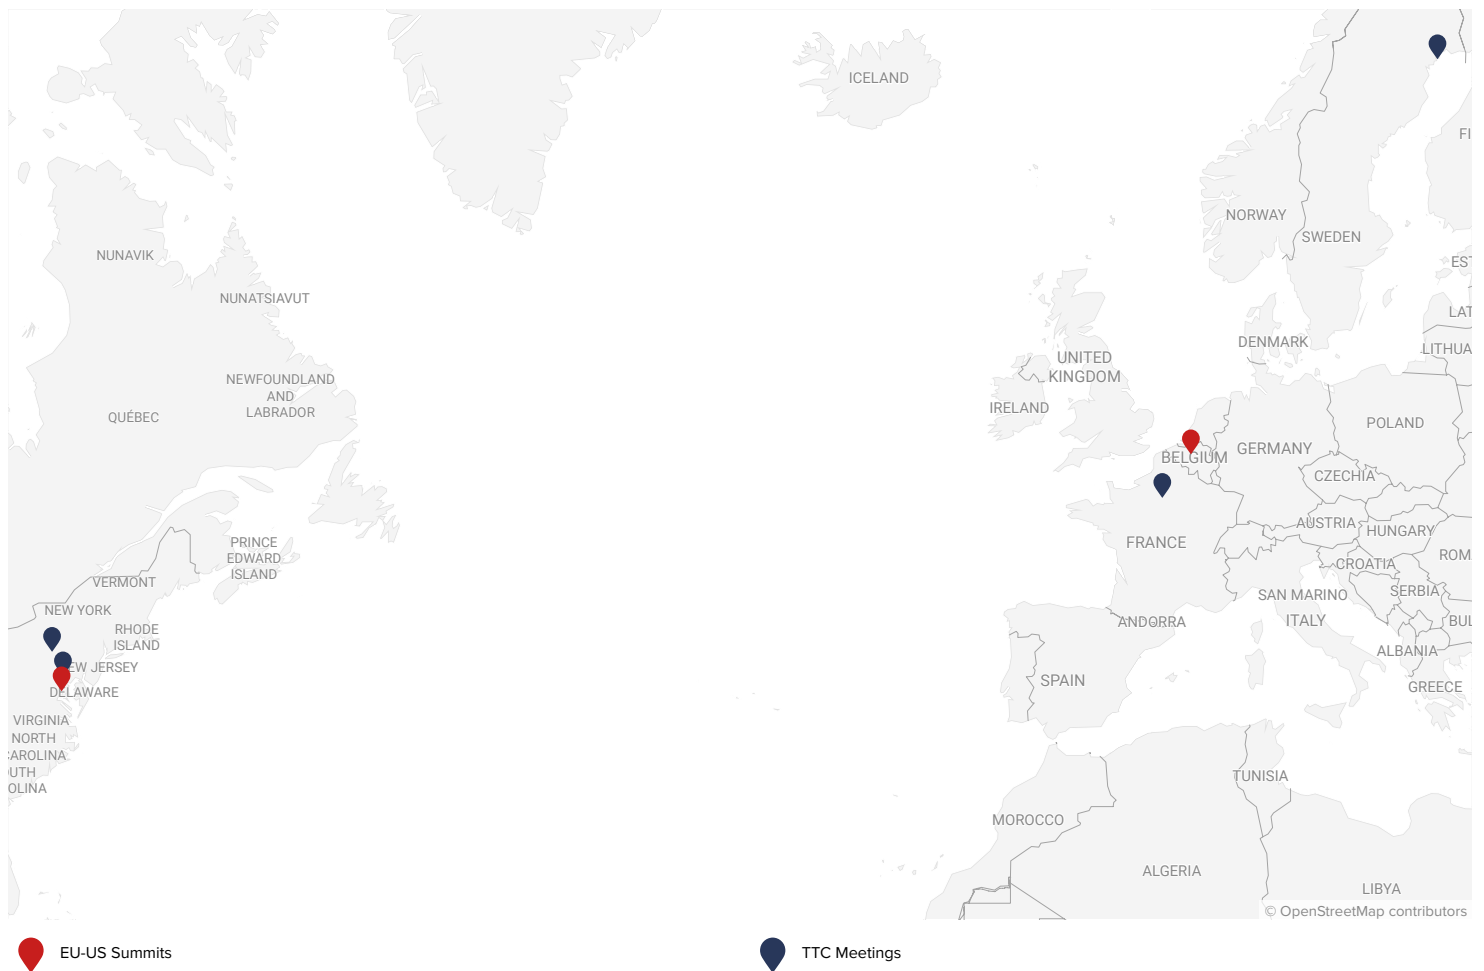 ICELAND
FI
NORWAY
SWEDEN
NUNAVIK
EST
NUNATSIAVUT
LAT
DENMARK
LITHUA
UNITED
KINGDOM
NEWFOUNDLAND
AND
LABRADOR
IRELAND
QUÉBEC
POLAND
GERMANY
BELGIUM
CZECHIA
AUSTRIA
HUNGARY
PRINCE
EDWARD
ISLAND
FRANCE
ROM
CROATIA
VERMONT
SERBIA
SAN MARINO
NEW YORK
ANDORRA
ITALY
BUL
RHODE
ISLAND
ALBANIA
EW JERSEY
SPAIN
GREECE
DELAWARE
VIRGINIA
NORTH
CAROLINA
OUTH
OLINA
TUNISIA
MOROCCO
ALGERIA
LIBYA
© OpenStreetMap contributors
EU-US Summits
TTC Meetings